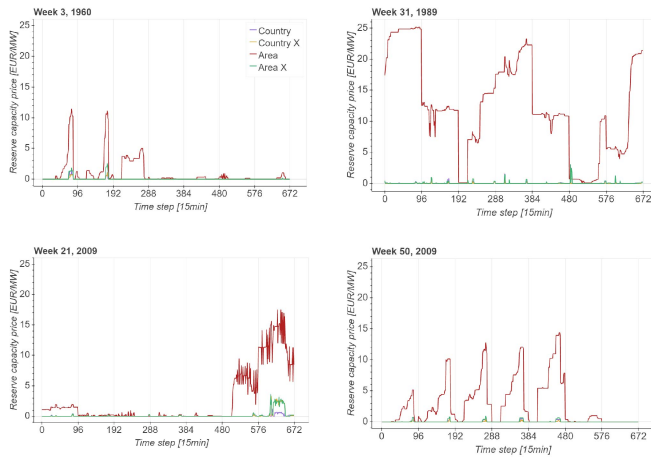 Week 3, 1960
Reserve capacity price [EUR/MW]
25
20
15
10
5
0
Country
Country X
Area
Area X
0 96 192 288 384 480 576 672
Time step [15min]
Week 31, 1989
Reserve capacity price [EUR/MW]
25
20
15
10
5
0
0 96 192 288 384 480 576 672
Time step [15min]
Week 21, 2009
Reserve capacity price [EUR/MW]
25
20
15
10
5
0
0 96 192 288 384 480 576 672
Time step [15min]
Week 50, 2009
Reserve capacity price [EUR/MW]
25
20
15
10
5
0
0 96 192 288 384 480 576 672
Time step [15min]